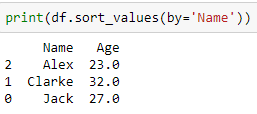 print(df.sort_values(by='Name'))
Name Age
2 Alex 23.0
1 Clarke 32.0
0 Jack 27.0